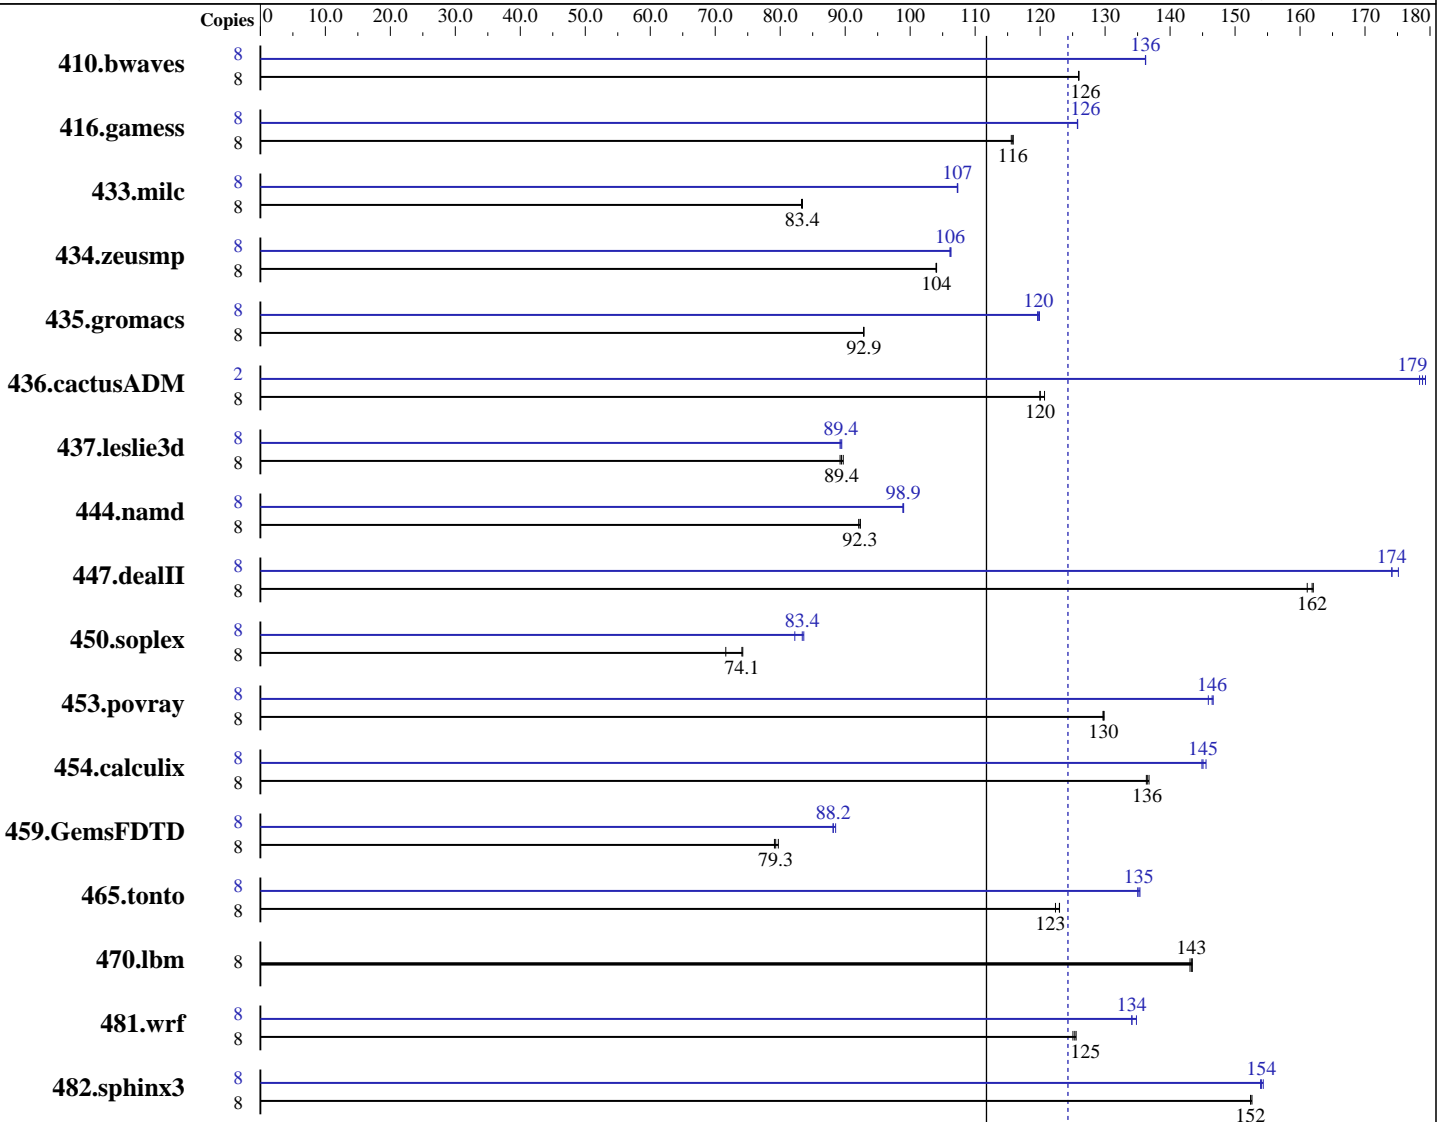 Copies 0 10.0 20.0 30.0 40.0 50.0 60.0 70.0 80.0 90.0 100 110 120 130 140 150 160 170 180
410.bwaves 8 136
8 126
416.gamess 8 126
8 116
433.milc 8 107
8 83.4
434.zeusmp 8 106
8 104
435.gromacs 8 120
8 92.9
436.cactusADM 2 179
8 120
437.leslie3d 8 89.4
8 89.4
444.namd 8 98.9
8 92.3
447.dealII 8 174
8 162
450.soplex 8 83.4
8 74.1
453.povray 8 146
8 130
454.calculix 8 145
8 136
459.GemsFDTD 8 88.2
8 79.3
465.tonto 8 135
8 123
470.lbm 8 143
481.wrf 8 134
8 125
482.sphinx3 8 154
8 152